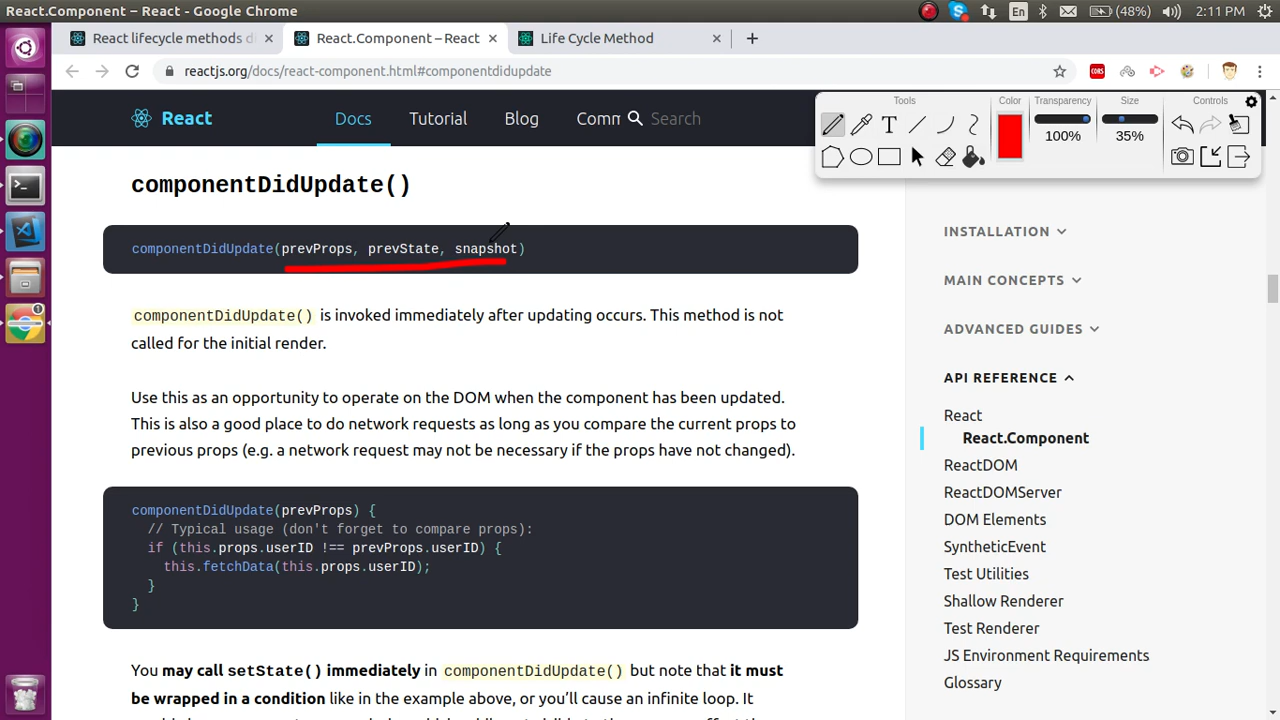 React.Component – React - Google Chrome
En
(48%)
2:11 PM
React lifecycle methods d
React.Component – React
Life Cycle Method
reactjs.org/docs/react-component.html#componentdidupdate
CORS
React
Docs
Tutorial
Blog
Comm
Search
Tools
Color
Transparency
Size
Controls
T
100%
35%
componentDidUpdate()
componentDidUpdate(prevProps, prevState, snapshot)
componentDidUpdate() is invoked immediately after updating occurs. This method is not
called for the initial render.
Use this as an opportunity to operate on the DOM when the component has been updated.
This is also a good place to do network requests as long as you compare the current props to
previous props (e.g. a network request may not be necessary if the props have not changed).
componentDidUpdate(prevProps) {
// Typical usage (don't forget to compare props):
if (this.props.userID !== prevProps.userID) {
this.fetchData(this.props.userID);
}
}
You may call setState() immediately in componentDidUpdate() but note that it must
be wrapped in a condition like in the example above, or you’ll cause an infinite loop. It
INSTALLATION
MAIN CONCEPTS
ADVANCED GUIDES
API REFERENCE
React
React.Component
ReactDOM
ReactDOMServer
DOM Elements
SyntheticEvent
Test Utilities
Shallow Renderer
Test Renderer
JS Environment Requirements
Glossary
1